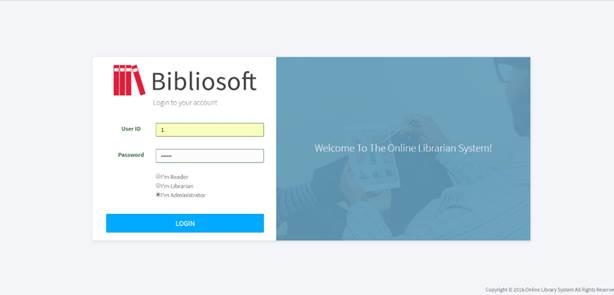 Bibliosoft
Login to your account
User ID
1
Password
I'm Reader
I'm Librarian
I'm Administrator
LOGIN
Welcome To The Online Librarian System!
Copyright © 2018.Online Library System All Rights Reserve